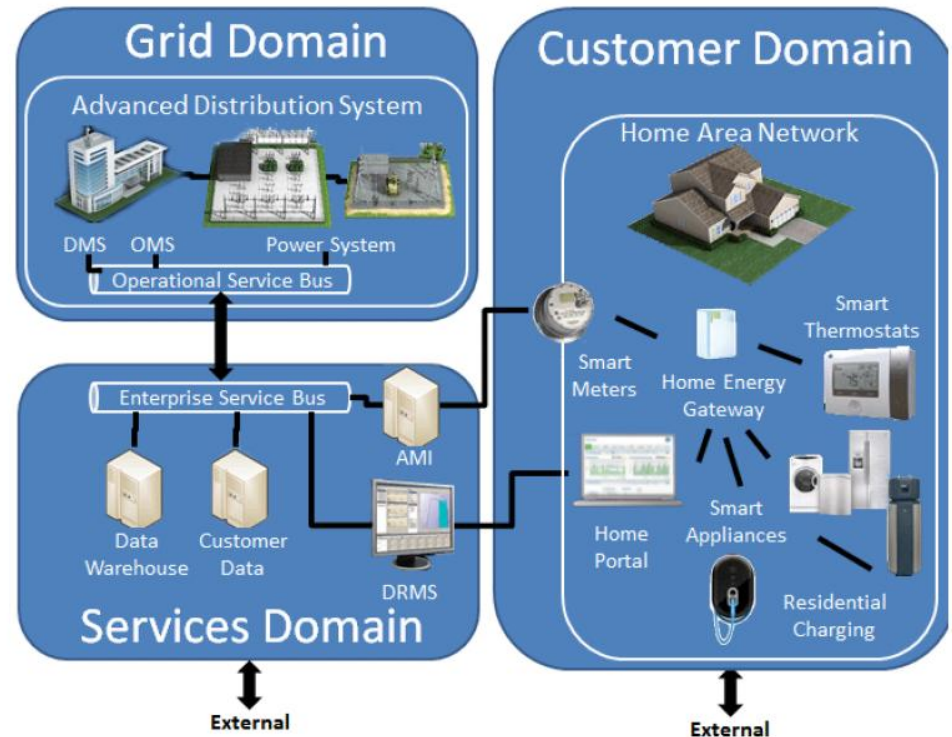 Grid Domain
Advanced Distribution System
DMS
OMS
Power System
Operational Service Bus
Enterprise Service Bus
AMI
Data
Warehouse
Customer
Data
DRMS
Services Domain
External
Customer Domain
Home Area Network
Smart
Meters
Home Energy
Gateway
Smart
Thermostats
Home
Portal
Smart
Appliances
Residential
Charging
External